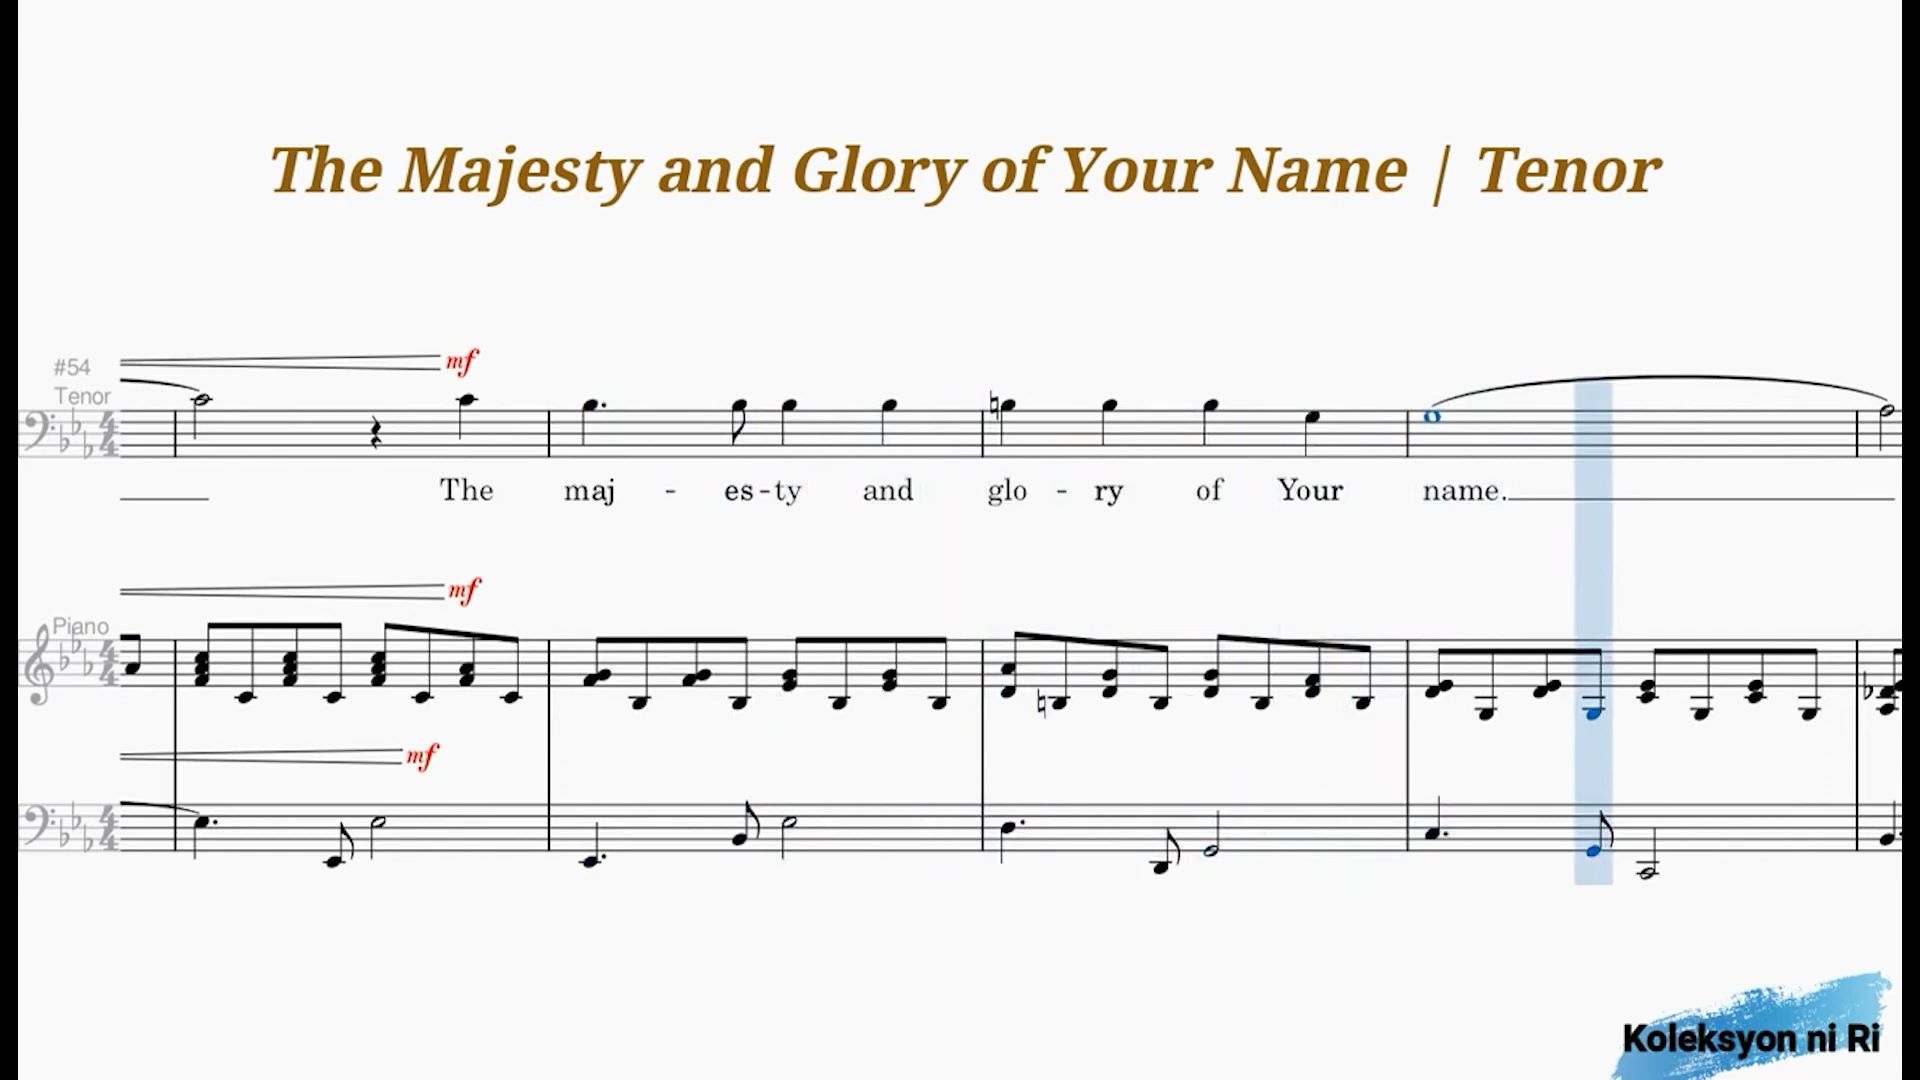 The Majesty and Glory of Your Name | Tenor
#54
mf
Tenor
The maj - es - ty and glo - ry of Your name.
mf
Piano
mf
Koleksyon ni Ri